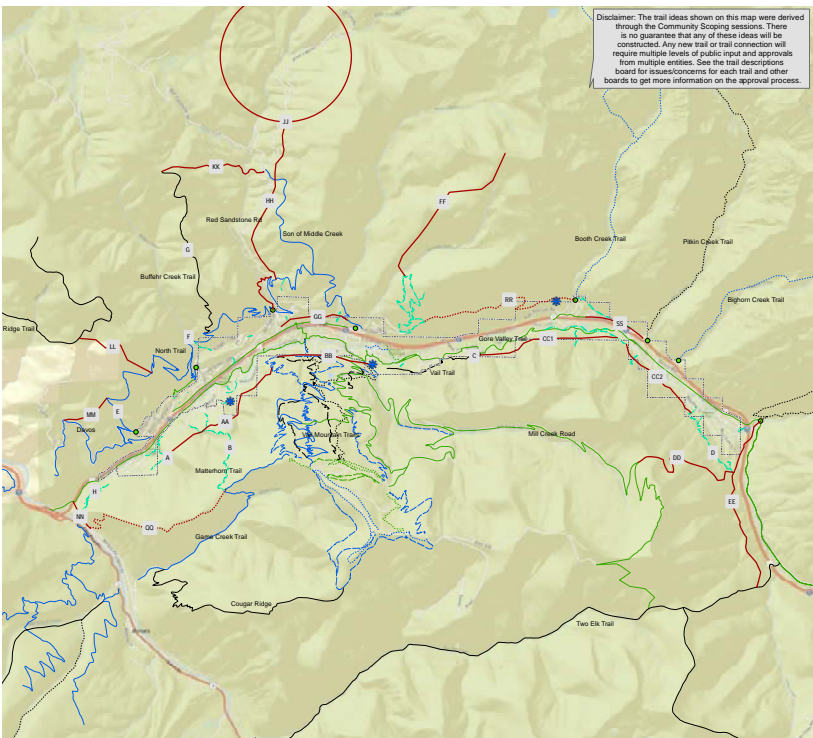 Disclaimer: The trail ideas shown on this map were derived
through the Community Scoping sessions. There
is no guarantee that any of these ideas will be
constructed. Any new trail or trail connection will
require multiple levels of public input and approvals
from multiple entities. See the trail descriptions
board for issues/concerns for each trail and other
boards to get more information on the approval process.
JJ
KK
HH
FF
Red Sandstone Rd
Son of Middle Creek
Booth Creek Trail
Pitkin Creek Trail
G
Buffehr Creek Trail
Bighorn Creek Trail
RR
GG
SS
Ridge Trail
F
Gore Valley Trail
CC1
LL
North Trail
BB
C
Vail Trail
CC2
MM
E
AA
Davos
Mill Creek Road
A
B
D
DD
Matterhorn Trail
H
EE
NN
QQ
Game Creek Trail
Cougar Ridge
Two Elk Trail